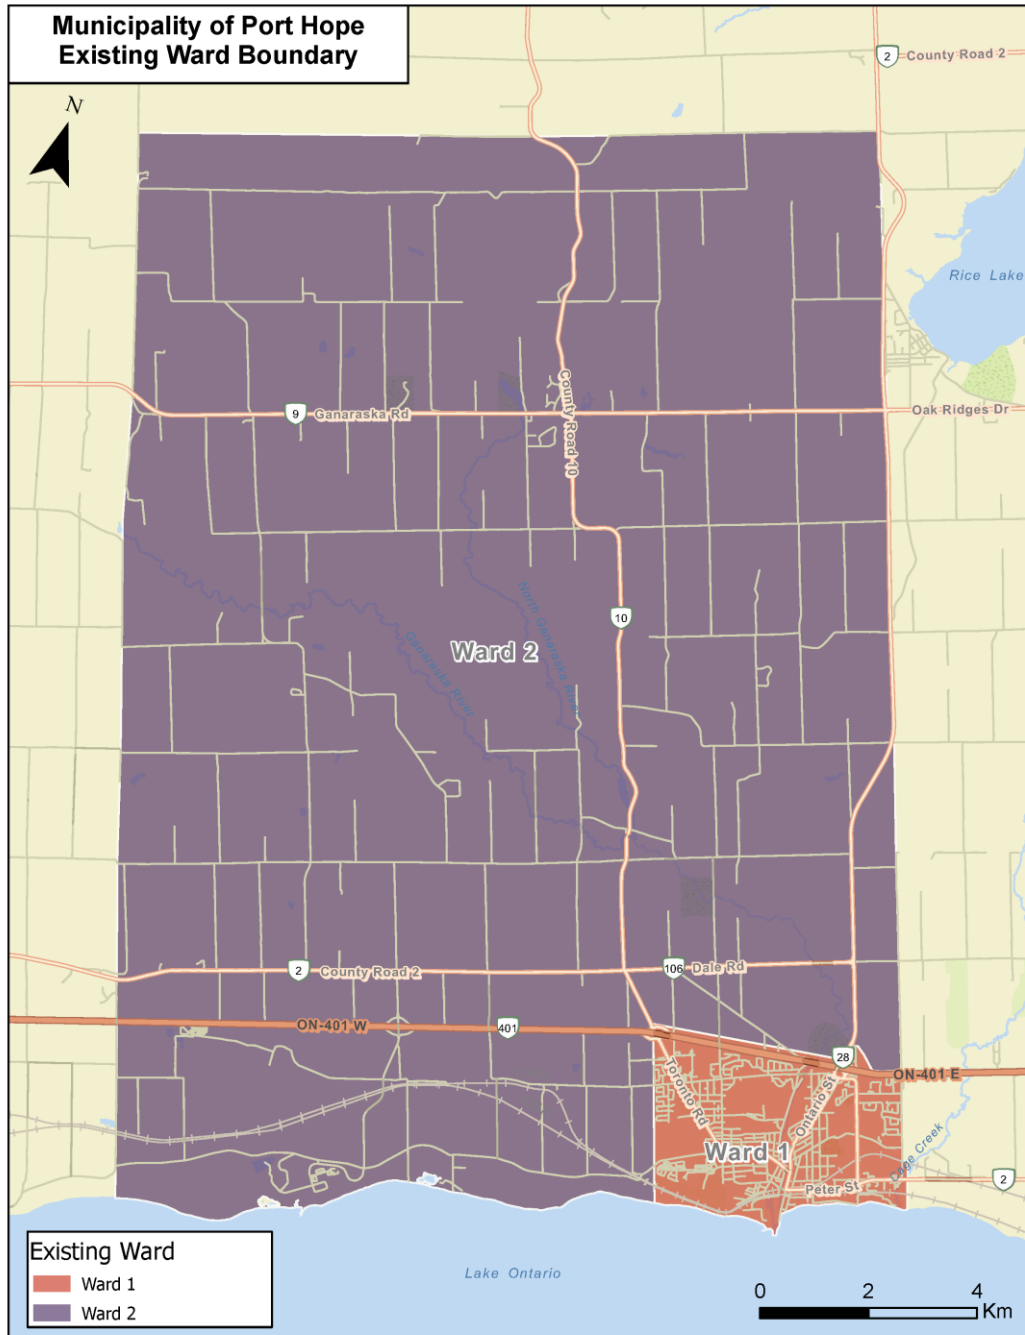 Municipality of Port Hope
Existing Ward Boundary
N
2 County Road 2
Rice Lake
9 Ganaraska Rd
County Road 10
Oak Ridges Dr
10
North Ganaraska River
Ganaraska River
Ward 2
2 County Road 2
106 Dale Rd
ON-401 W
401
28
ON-401 E
Toronto Rd
Ontario St
Ward 1
Gage Creek
Peter St
2
Lake Ontario
Existing Ward
Ward 1
Ward 2
0 2 4
Km